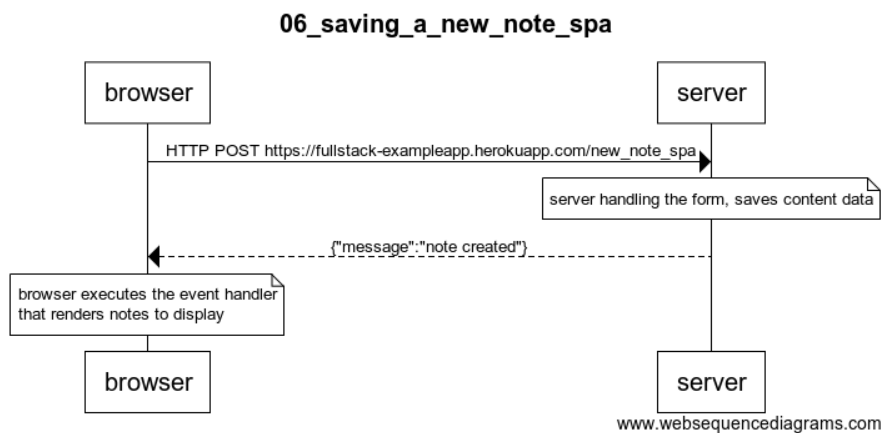 06_saving_a_new_note_spa
browser
server
HTTP POST https://fullstack-exampleapp.herokuapp.com/new_note_spa
server handling the form, saves content data
{"message":"note created"}
browser executes the event handler
that renders notes to display
browser
server
www.websequencediagrams.com